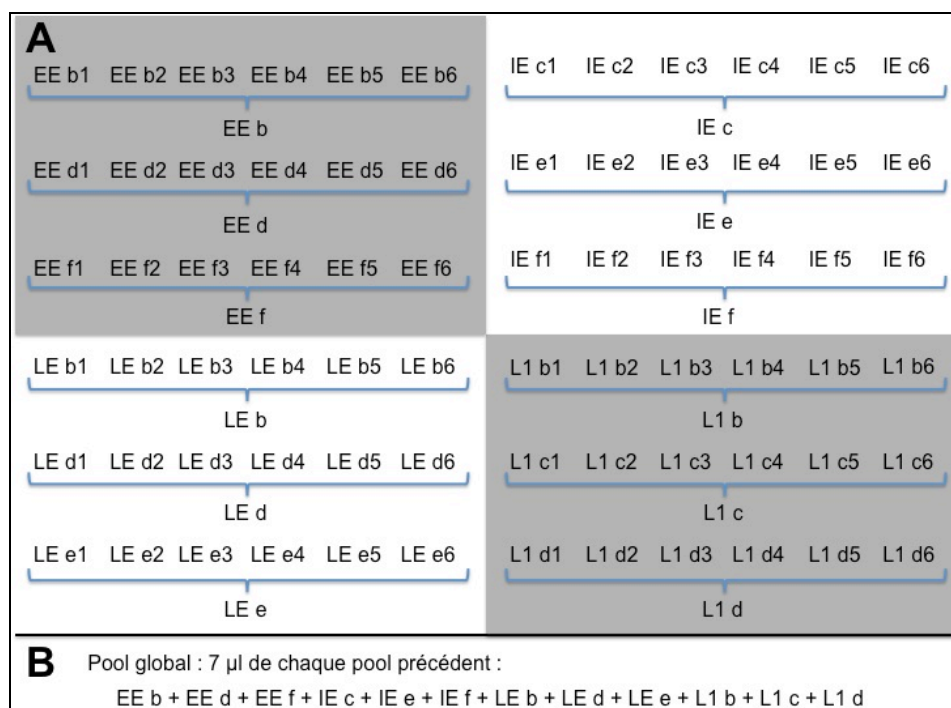 A
EE b1 EE b2 EE b3 EE b4 EE b5 EE b6
EE b
EE d1 EE d2 EE d3 EE d4 EE d5 EE d6
EE d
EE f1 EE f2 EE f3 EE f4 EE f5 EE f6
EE f
IE c1 IE c2 IE c3 IE c4 IE c5 IE c6
IE c
IE e1 IE e2 IE e3 IE e4 IE e5 IE e6
IE e
IE f1 IE f2 IE f3 IE f4 IE f5 IE f6
IE f
LE b1 LE b2 LE b3 LE b4 LE b5 LE b6
LE b
LE d1 LE d2 LE d3 LE d4 LE d5 LE d6
LE d
LE e1 LE e2 LE e3 LE e4 LE e5 LE e6
LE e
L1 b1 L1 b2 L1 b3 L1 b4 L1 b5 L1 b6
L1 b
L1 c1 L1 c2 L1 c3 L1 c4 L1 c5 L1 c6
L1 c
L1 d1 L1 d2 L1 d3 L1 d4 L1 d5 L1 d6
L1 d
B Pool global : 7 µl de chaque pool précédent :
EE b + EE d + EE f + IE c + IE e + IE f + LE b + LE d + LE e + L1 b + L1 c + L1 d